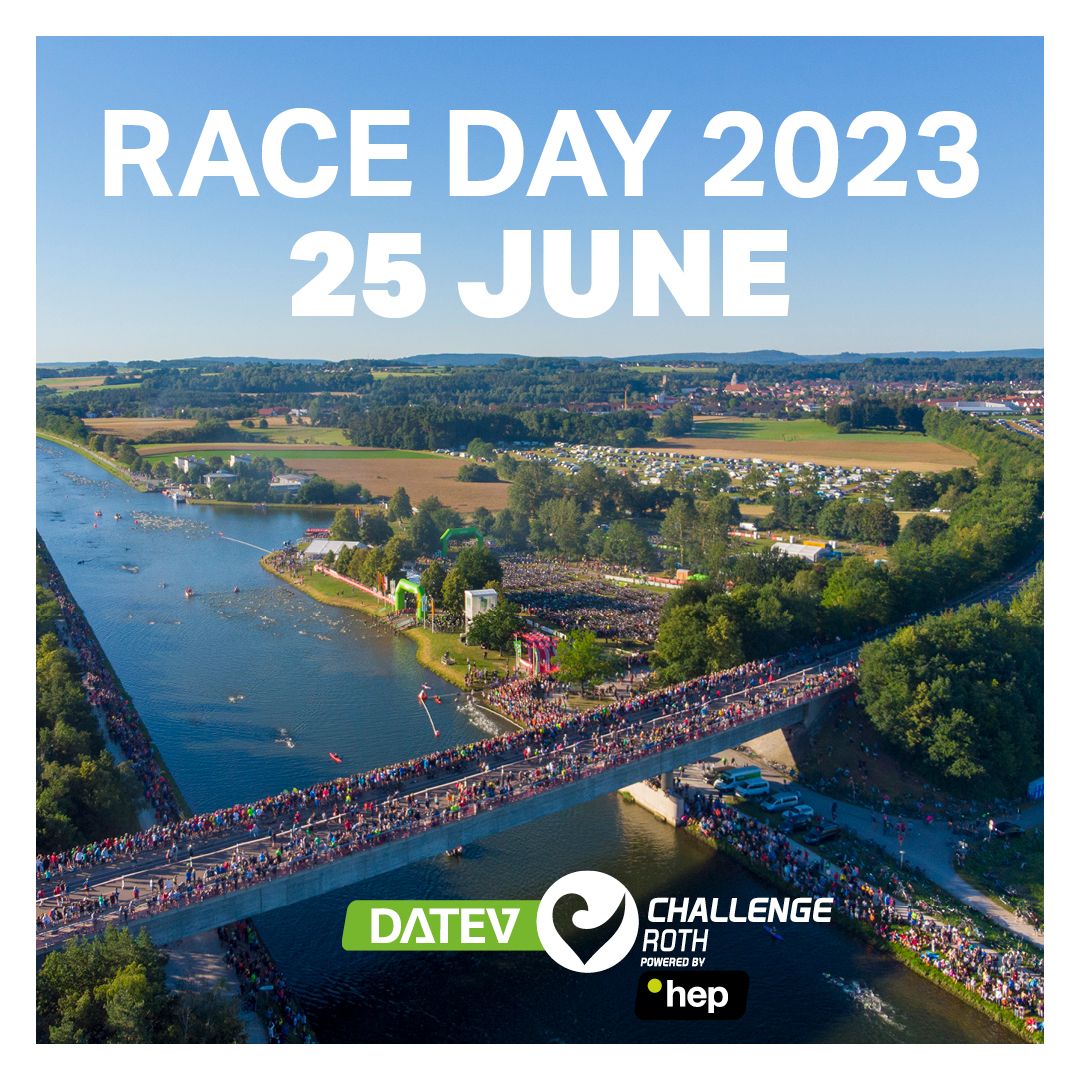 RACE DAY 2023
25 JUNE
DATEV
CHALLENGE
ROTH
POWERED BY
hep